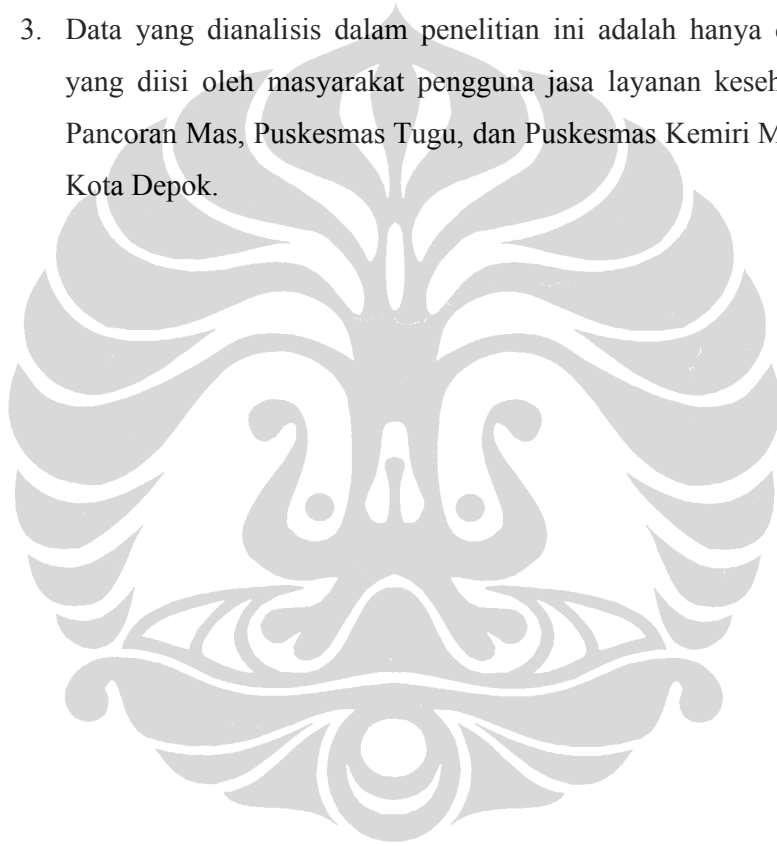 3. Data yang dianalisis dalam penelitian ini adalah hanya
yang diisi oleh masyarakat pengguna jasa layanan
Pancoran Mas, Puskesmas Tugu, dan Puskesmas Kemiri
Kota Depok.